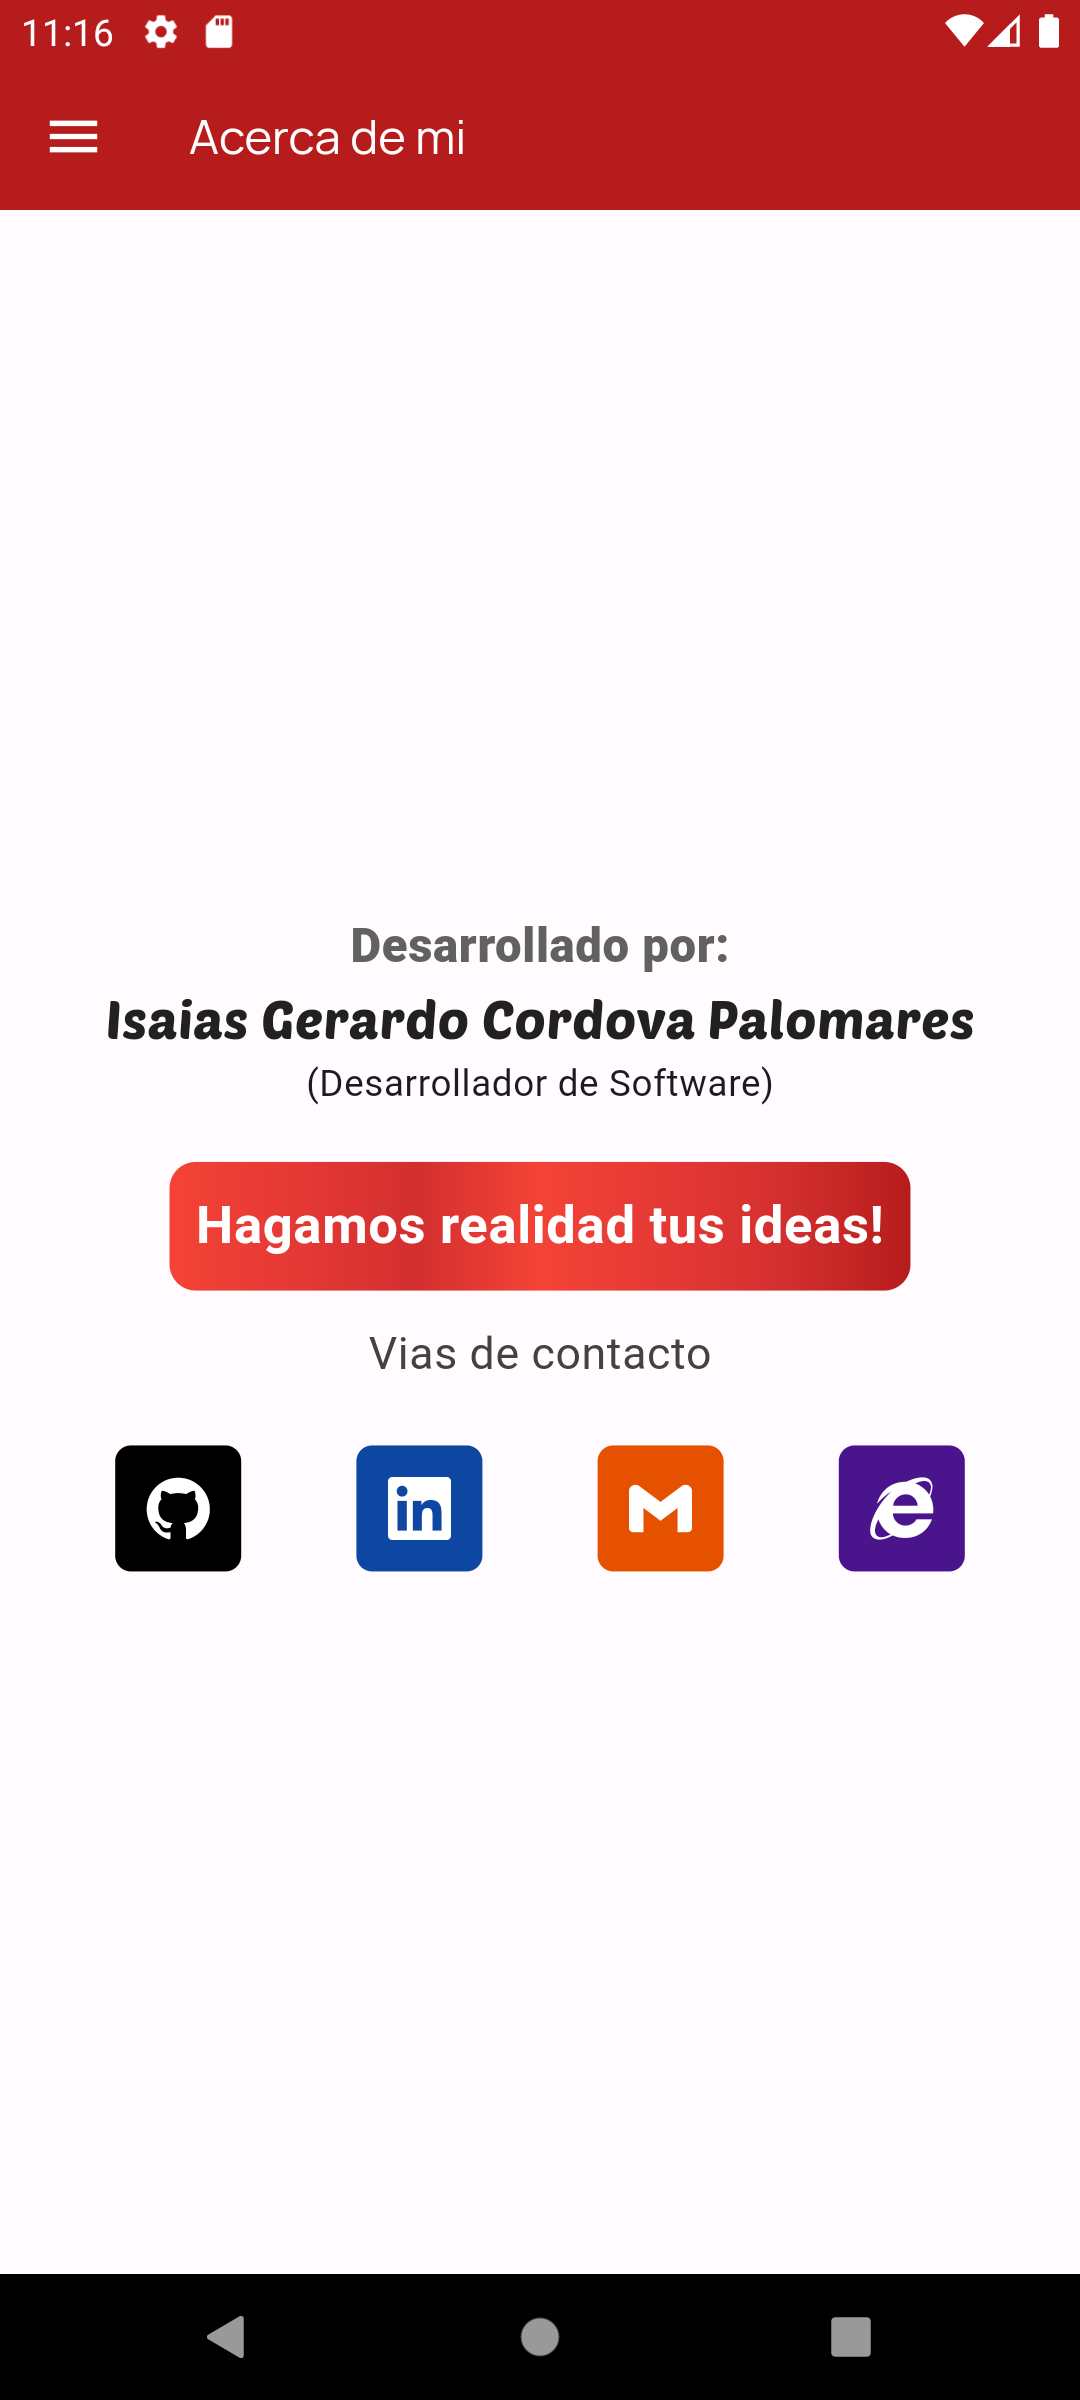 11:16
Acerca de mi
Desarrollado por:
Isaias Gerardo Cordova Palomares
(Desarrollador de Software)
Hagamos realidad tus ideas!
Vias de contacto